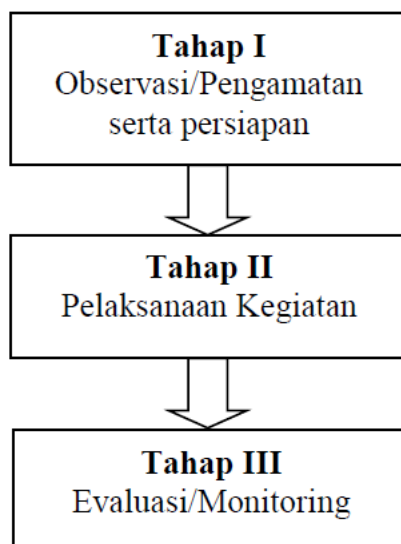 Tahap I
Observasi/Pengamatan
serta persiapan
Tahap II
Pelaksanaan Kegiatan
Tahap III
Evaluasi/Monitoring